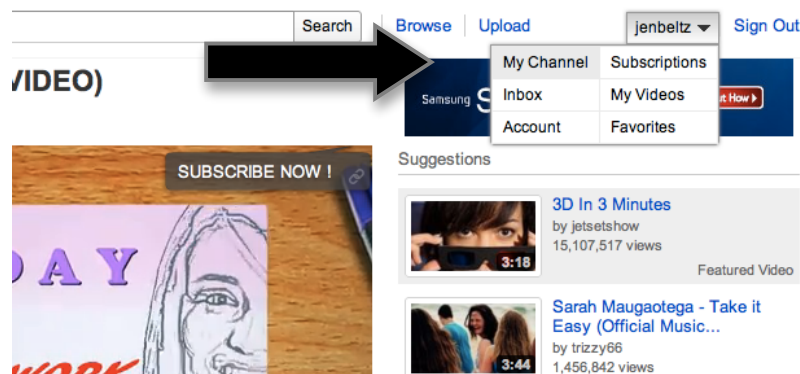 Search
Browse
Upload
jenbeltz
Sign Out
My Channel
Subscriptions
Inbox
My Videos
Account
Favorites
VIDEO)
Samsung
t How
Suggestions
SUBSCRIBE NOW !
DAY
WORK
3D In 3 Minutes
by jetsetshow
15,107,517 views
3:18
Featured Video
Sarah Maugaotega - Take it
Easy (Official Music...
by trizzy66
1,456,842 views
3:44